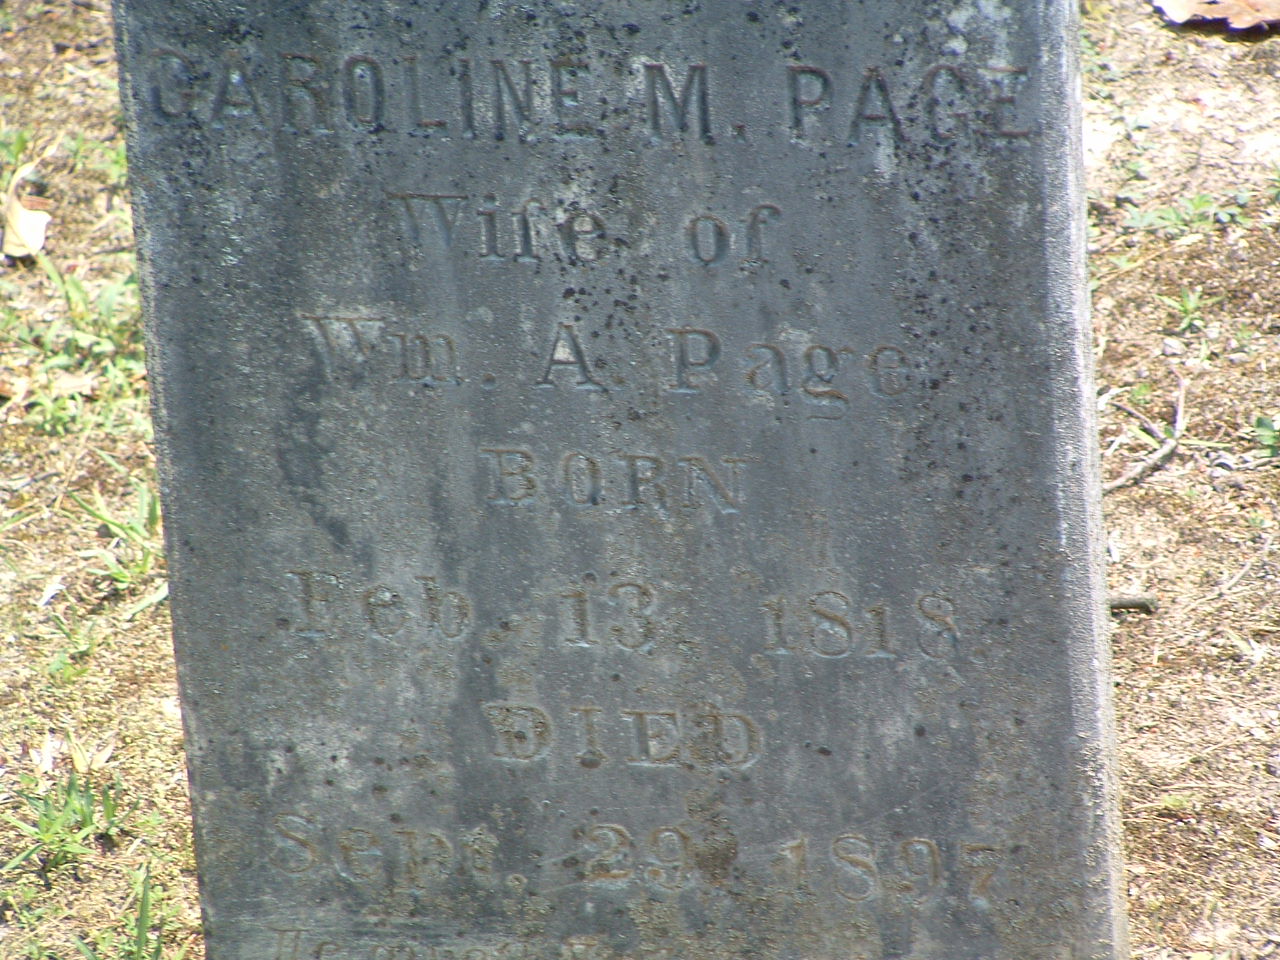 CAROLINE M. PAGE
Wife of
Wm. A. Page
BORN
Feb. 13. 1818.
DIED
Sept. 29. 1897